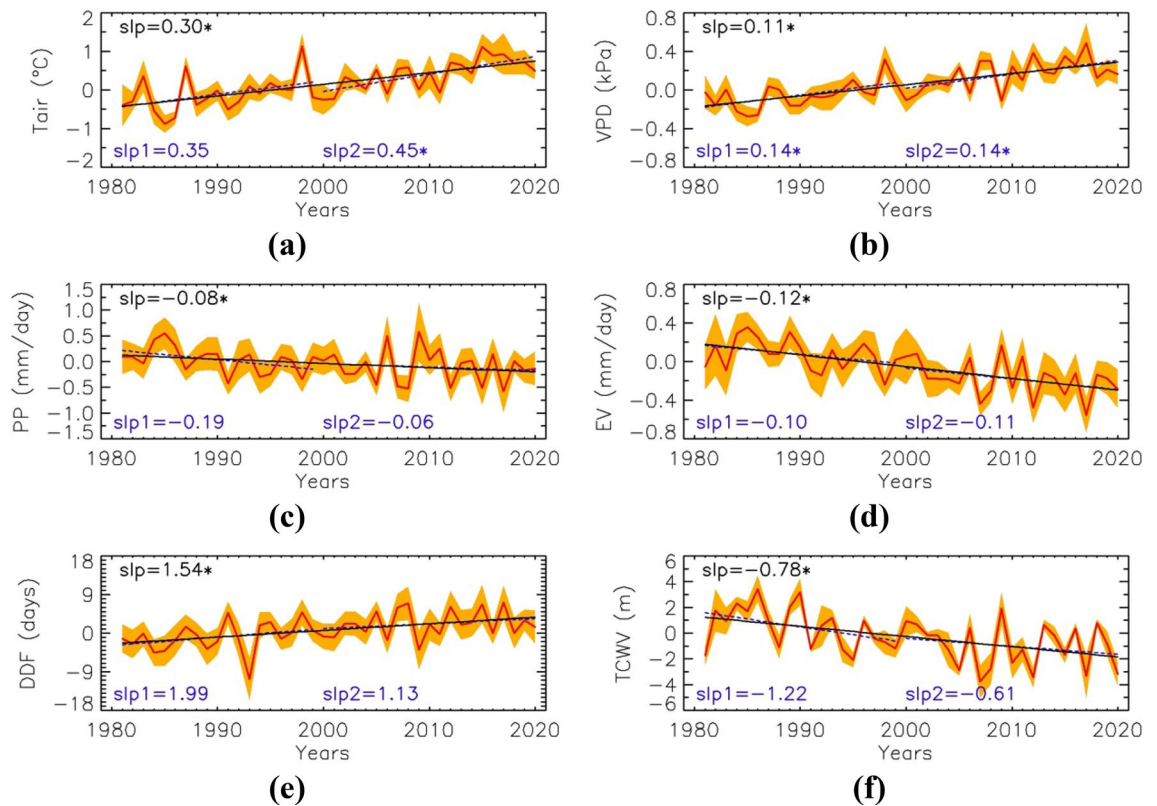 slp=0.30*
Tair (°C)
2
1
0
−1
−2
slp1=0.35
slp2=0.45*
1980 1990 2000 2010 2020
Years
(a)
slp=0.11*
VPD (kPa)
0.8
0.4
0.0
−0.4
−0.8
slp1=0.14*
slp2=0.14*
1980 1990 2000 2010 2020
Years
(b)
slp=−0.08*
PP (mm/day)
1.5
1.0
0.5
0.0
−0.5
−1.0
−1.5
slp1=−0.19
slp2=−0.06
1980 1990 2000 2010 2020
Years
(c)
slp=−0.12*
EV (mm/day)
0.8
0.4
0.0
−0.4
−0.8
slp1=−0.10
slp2=−0.11
1980 1990 2000 2010 2020
Years
(d)
slp=1.54*
DDF (days)
18
9
0
−9
−18
slp1=1.99
slp2=1.13
1980 1990 2000 2010 2020
Years
(e)
slp=−0.78*
TCWV (m)
6
4
2
0
−2
−4
−6
slp1=−1.22
slp2=−0.61
1980 1990 2000 2010 2020
Years
(f)